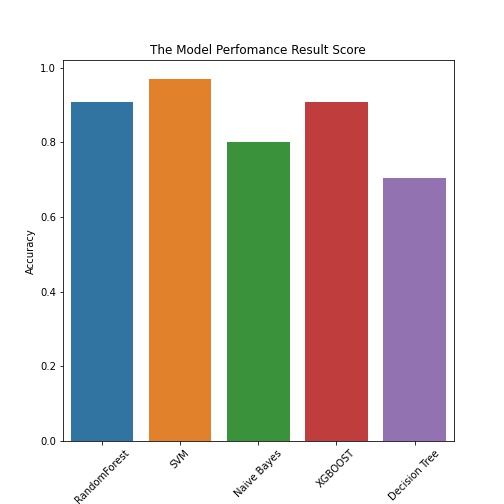 The Model Perfomance Result Score
1.0
0.8
0.6
0.4
0.2
0.0
Accuracy
RandomForest
SVM
Naive Bayes
XGBOOST
Decision Tree